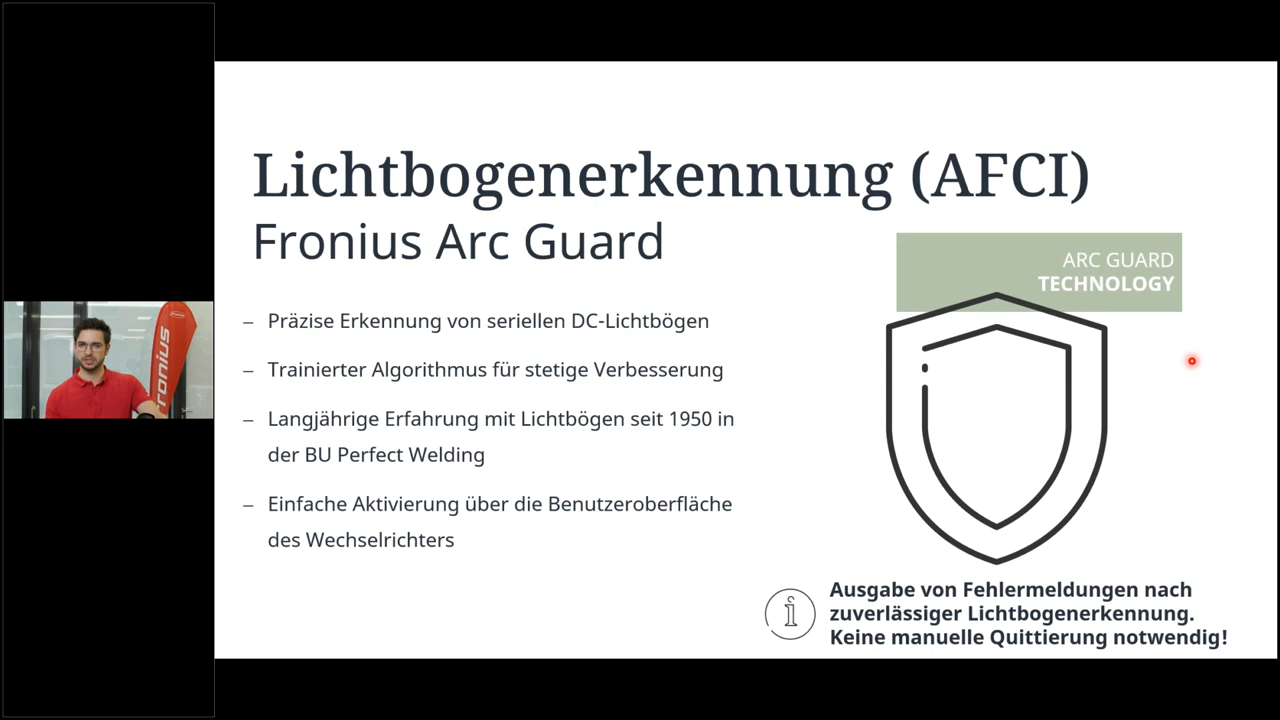 Lichtbogenerkennung (AFCI)
Fronius Arc Guard
ARC GUARD
TECHNOLOGY
– Präzise Erkennung von seriellen DC-Lichtbögen
– Trainierter Algorithmus für stetige Verbesserung
– Langjährige Erfahrung mit Lichtbögen seit 1950 in
der BU Perfect Welding
– Einfache Aktivierung über die Benutzeroberfläche
des Wechselrichters
Ausgabe von Fehlermeldungen nach
zuverlässiger Lichtbogenerkennung.
Keine manuelle Quittierung notwendig!
ronius